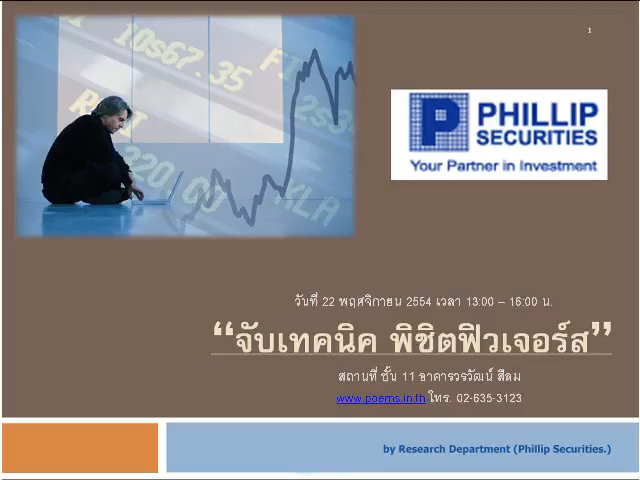 1
10s67.35
PHILLIP
SECURITIES
Your Partner in Investment
KLA
วันที่ 22 พฤศจิกายน 2554 เวลา 13:00 – 16:00 น.
“จับเทคนิค พิชิตฟิวเจอร์ส”
สถานที่ ชั้น 11 อาคารวรวัฒน์ สีลม
www.poems.in.th โทร. 02-635-3123
by Research Department (Phillip Securities.)